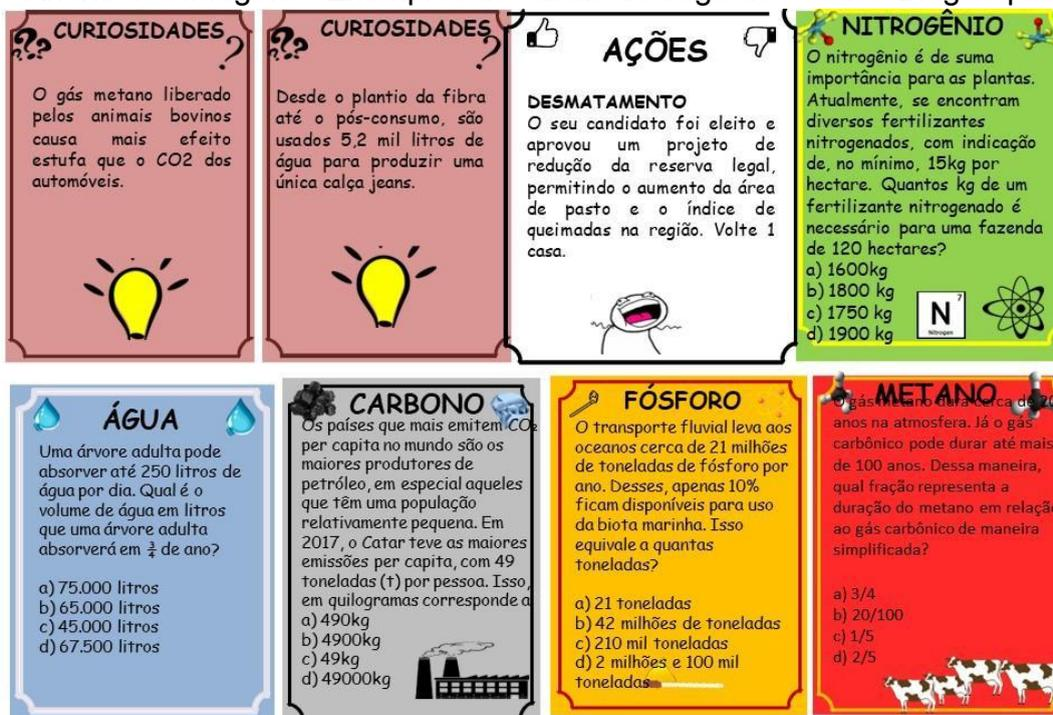 CURIOSIDADES
O gás metano liberado
pelos animais bovinos
causa mais efeito
estufa que o CO2 dos
automóveis.
CURIOSIDADES
Desde o plantio da fibra
até o pós-consumo, são
usados 5,2 mil litros de
água para produzir uma
única calça jeans.
AÇÕES
DESMATAMENTO
O seu candidato foi eleito e
aprovou um projeto de
redução da reserva legal,
permitindo o aumento da área
de pasto e o índice de
queimadas na região. Volte 1
casa.
NITROGÊNIO
O nitrogênio é de suma
importância para as plantas.
Atualmente, se encontram
diversos fertilizantes
nitrogenados, com indicação
de, no mínimo, 15kg por
hectare. Quantos kg de um
fertilizante nitrogenado é
necessário para uma fazenda
de 120 hectares?
a) 1600kg
b) 1800 kg
c) 1750 kg
d) 1900 kg
7
N
Nitrogen
ÁGUA
Uma árvore adulta pode
absorver até 250 litros de
água por dia. Qual é o
volume de água em litros
que uma árvore adulta
absorverá em ¾ de ano?
a) 75.000 litros
b) 65.000 litros
c) 45.000 litros
d) 67.500 litros
CARBONO
Os países que mais emitem CO₂
per capita no mundo são os
maiores produtores de
petróleo, em especial aqueles
que têm uma população
relativamente pequena. Em
2017, o Catar teve as maiores
emissões per capita, com 49
toneladas (t) por pessoa. Isso,
em quilogramas corresponde a
a) 490kg
b) 4900kg
c) 49kg
d) 49000kg
FÓSFORO
O transporte fluvial leva aos
oceanos cerca de 21 milhões
de toneladas de fósforo por
ano. Desses, apenas 10%
ficam disponíveis para uso
da biota marinha. Isso
equivale a quantas
toneladas?
a) 21 toneladas
b) 42 milhões de toneladas
c) 210 mil toneladas
d) 2 milhões e 100 mil
toneladas
METANO
O gás metano dura cerca de 20
anos na atmosfera. Já o gás
carbônico pode durar até mais
de 100 anos. Dessa maneira,
qual fração representa a
duração do metano em relação
ao gás carbônico de maneira
simplificada?
a) 3/4
b) 20/100
c) 1/5
d) 2/5